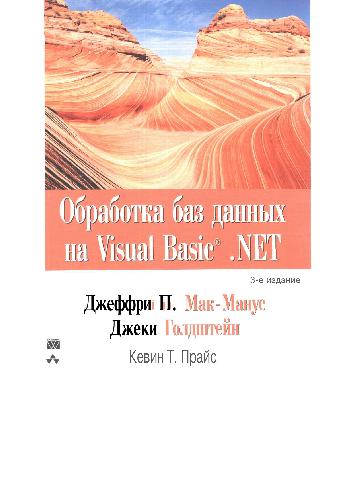 Обработка баз данных
на Visual Basic® .NET
3-е издание
Джеффри П. Мак-Манус
Джеки Голдштейн
Кевин Т. Прайс